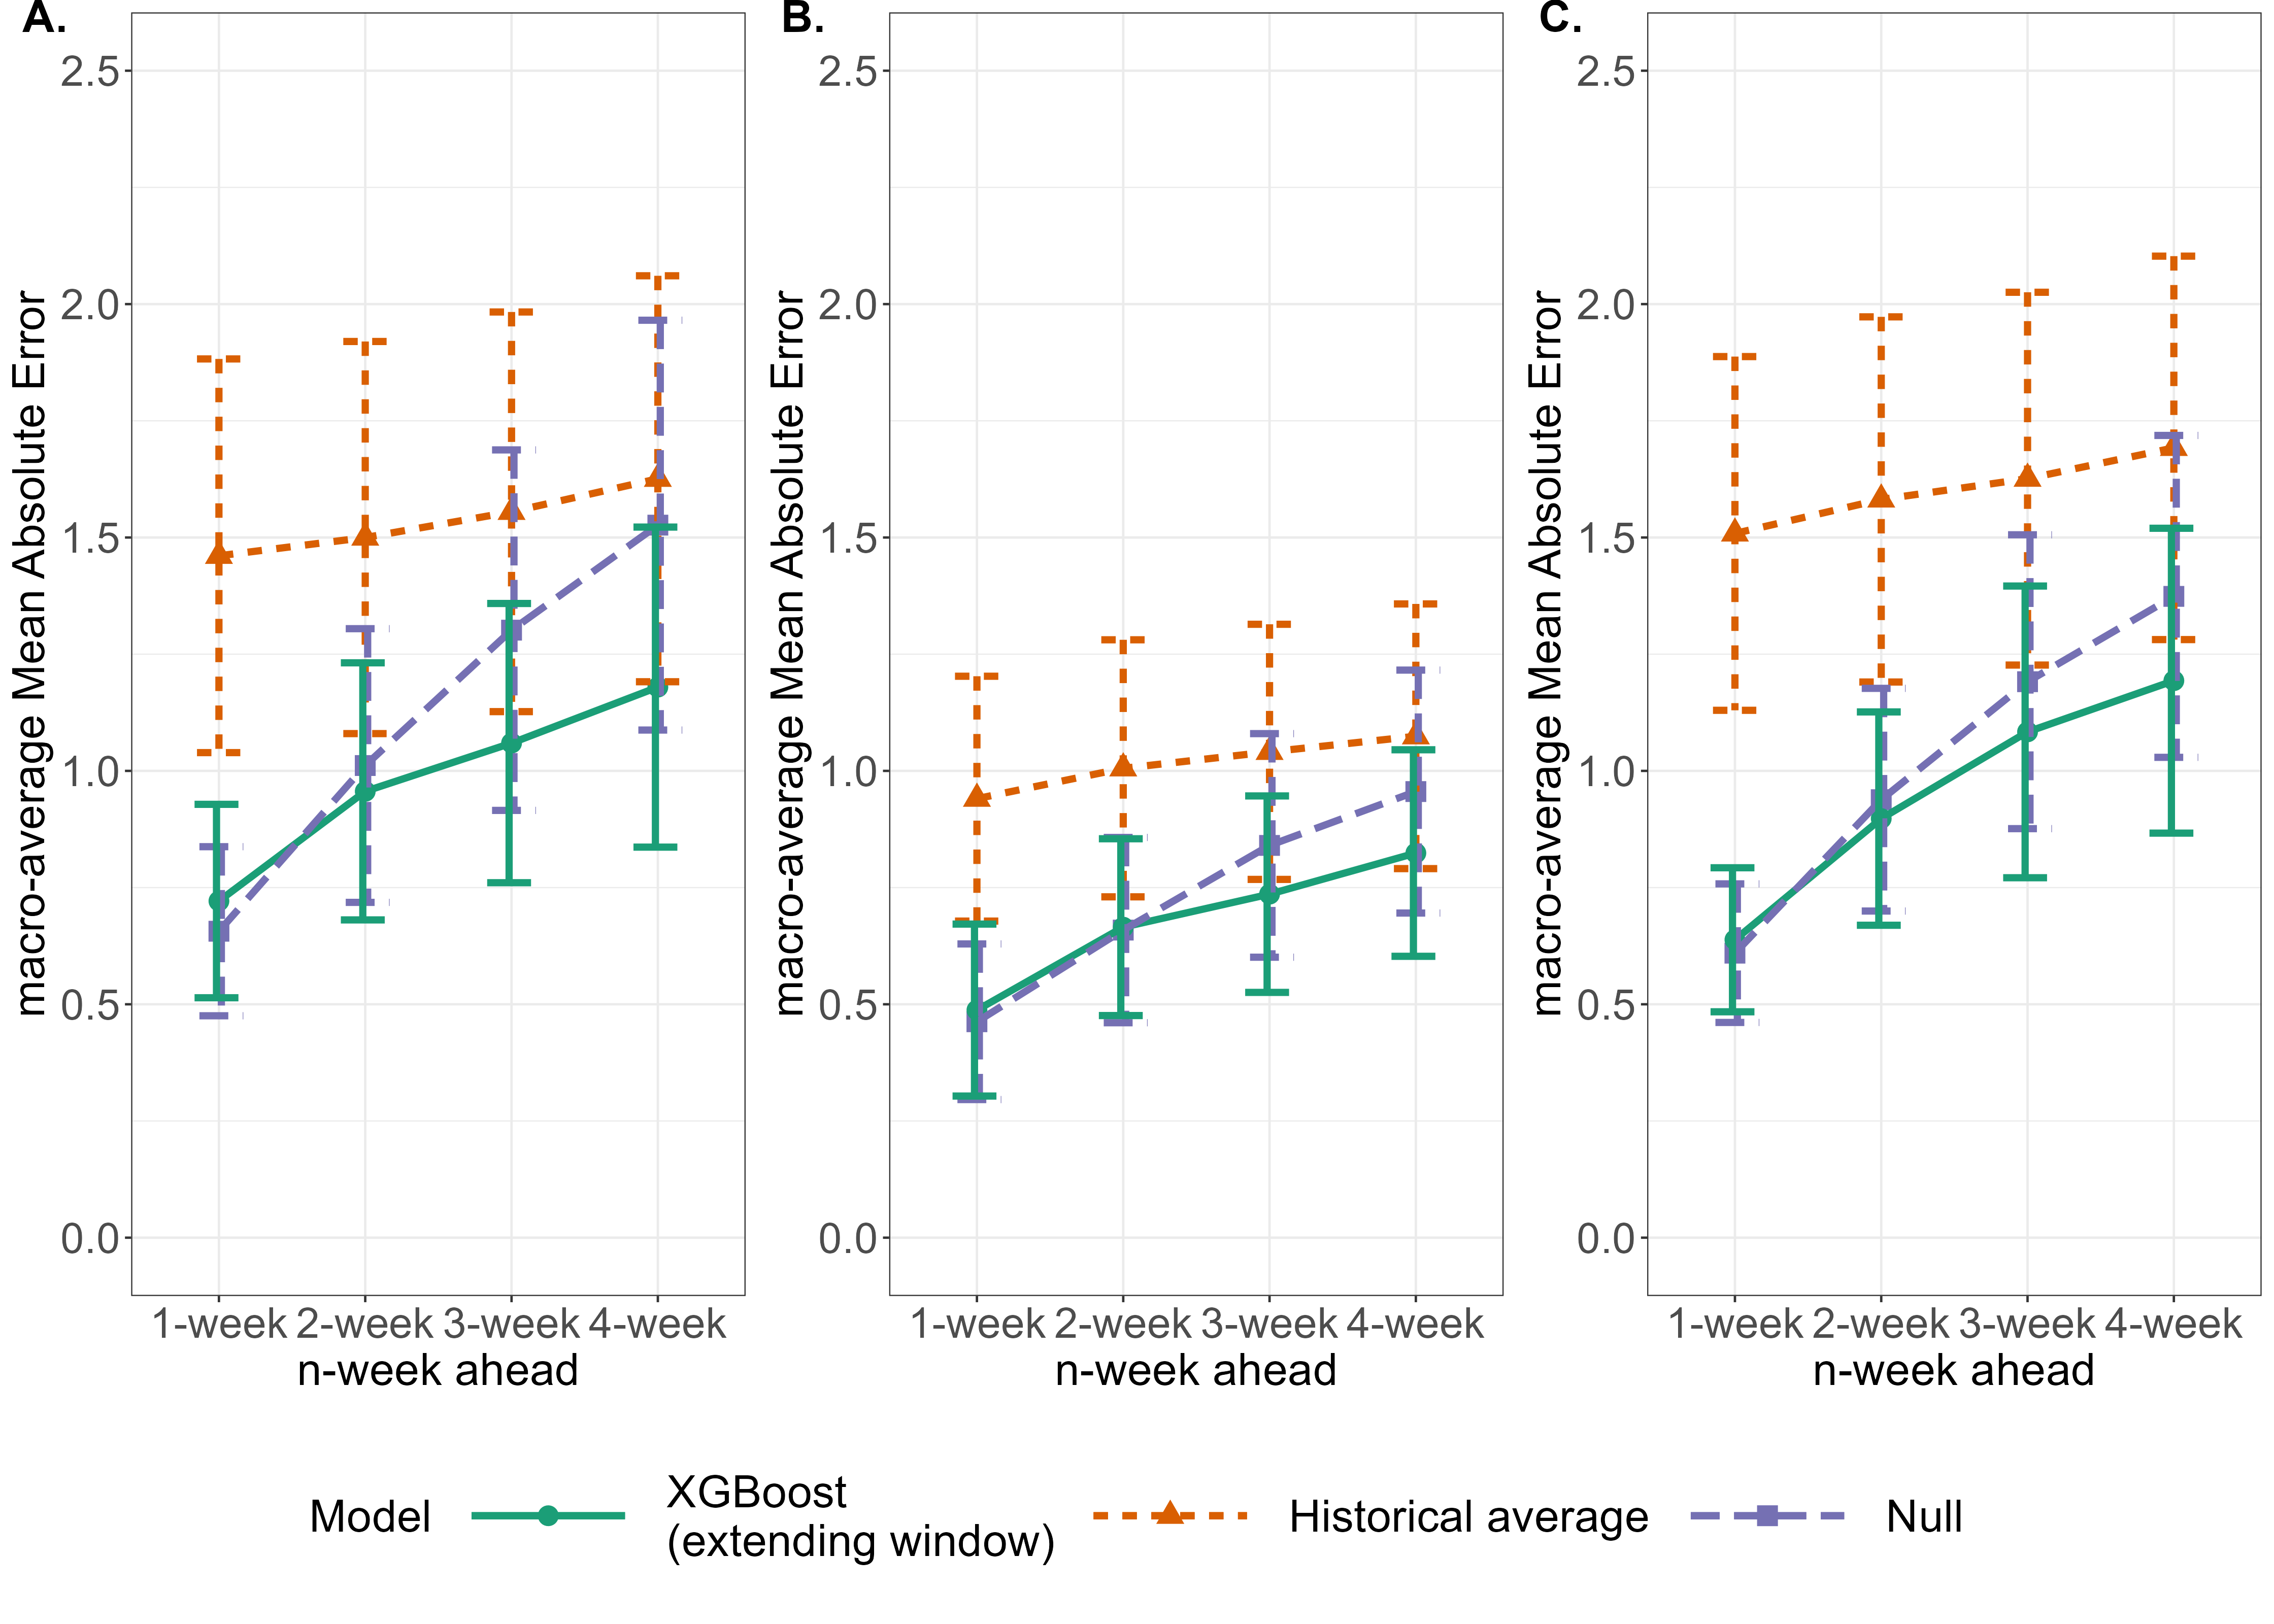 A.
macro-average Mean Absolute Error
2.5
2.0
1.5
1.0
0.5
0.0
1-week 2-week 3-week 4-week
n-week ahead
B.
macro-average Mean Absolute Error
2.5
2.0
1.5
1.0
0.5
0.0
1-week 2-week 3-week 4-week
n-week ahead
C.
macro-average Mean Absolute Error
2.5
2.0
1.5
1.0
0.5
0.0
1-week 2-week 3-week 4-week
n-week ahead
Model
XGBoost
(extending window)
Historical average
Null